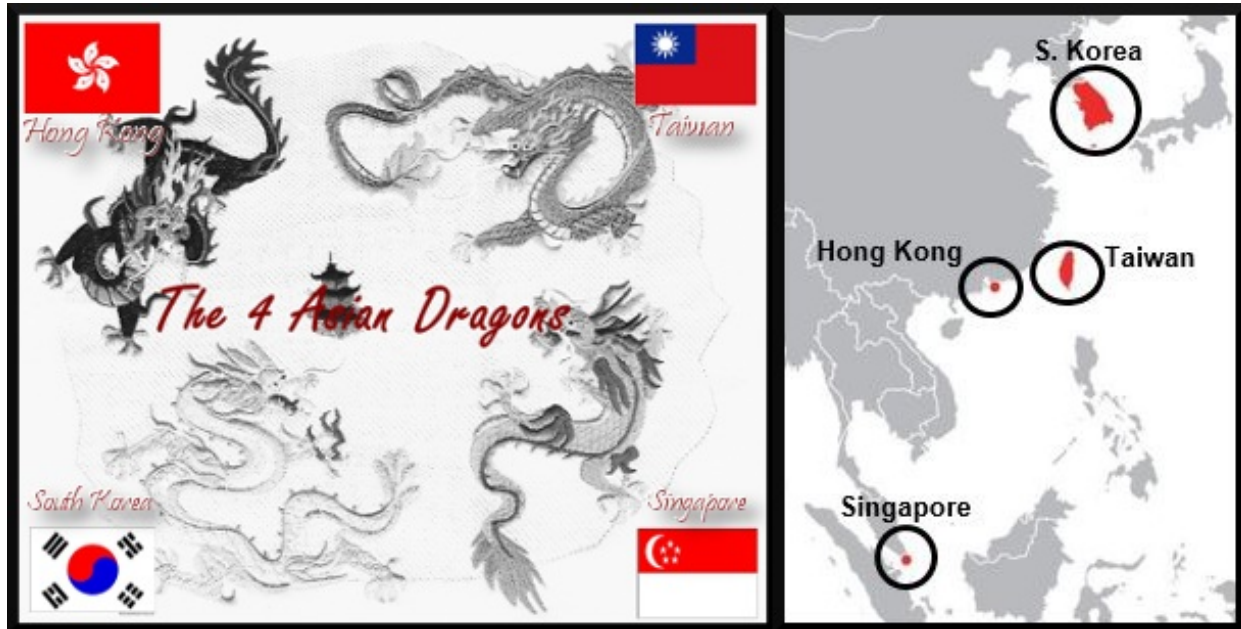 Hong Kong
Taiwan
The 4 Asian Dragons
South Korea
Singapore
S. Korea
Hong Kong
Taiwan
Singapore